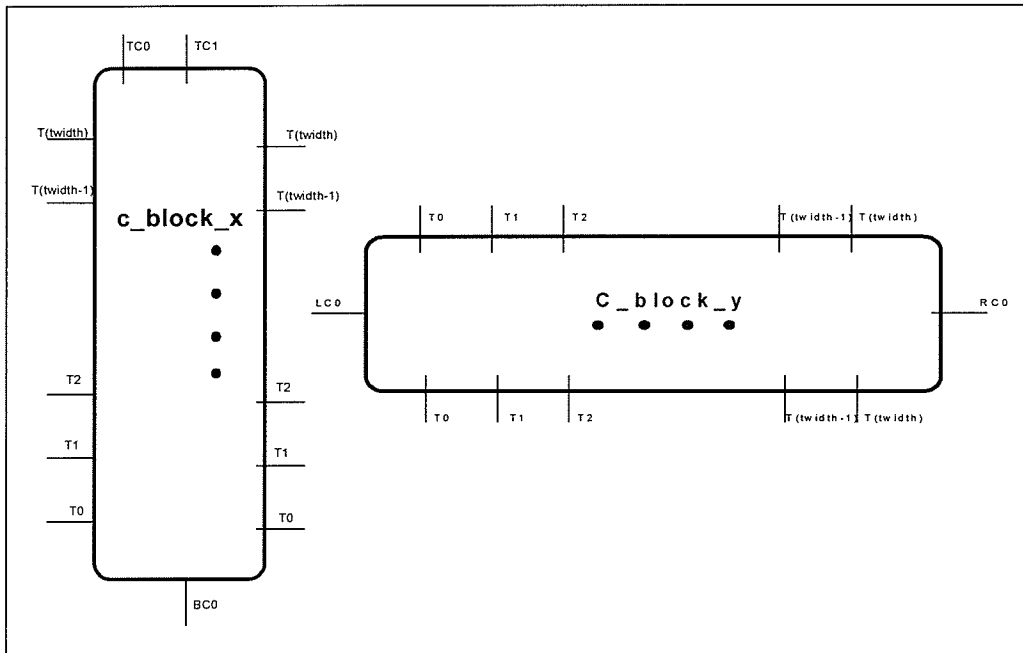 TC0 TC1
T(twidth) T(twidth)
T(twidth-1) T(twidth-1)
c_block_x
T2 T2
T1 T1
T0 T0
BC0
T0 T1 T2 T(twidth-1) T(twidth)
LC0 C_block_y RC0
T0 T1 T2 T(twidth-1) T(twidth)